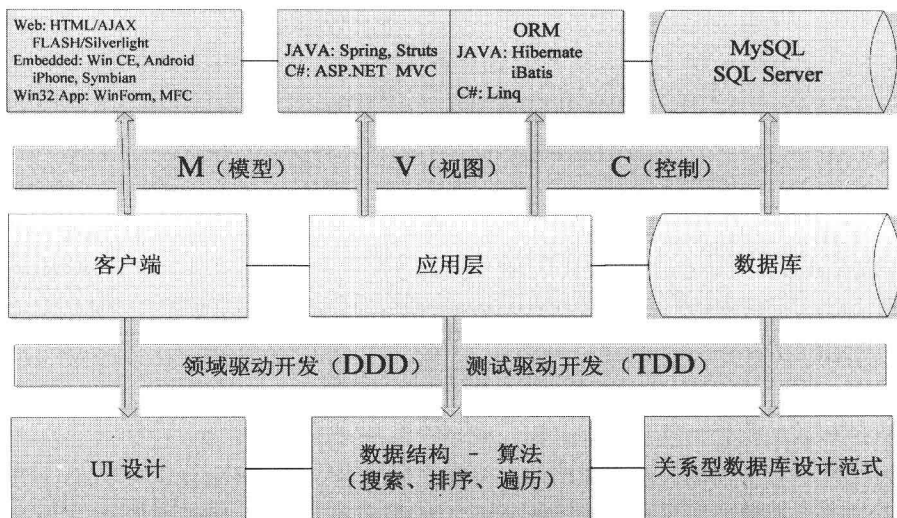 Web: HTML/AJAX
FLASH/Silverlight
Embedded: Win CE, Android
iPhone, Symbian
Win32 App: WinForm, MFC
JAVA: Spring, Struts
C#: ASP.NET MVC
ORM
JAVA: Hibernate
iBatis
C#: Linq
MySQL
SQL Server
M（模型）
V（视图）
C（控制）
客户端
应用层
数据库
领域驱动开发（DDD）
测试驱动开发（TDD）
UI 设计
数据结构 - 算法
（搜索、排序、遍历）
关系型数据库设计范式